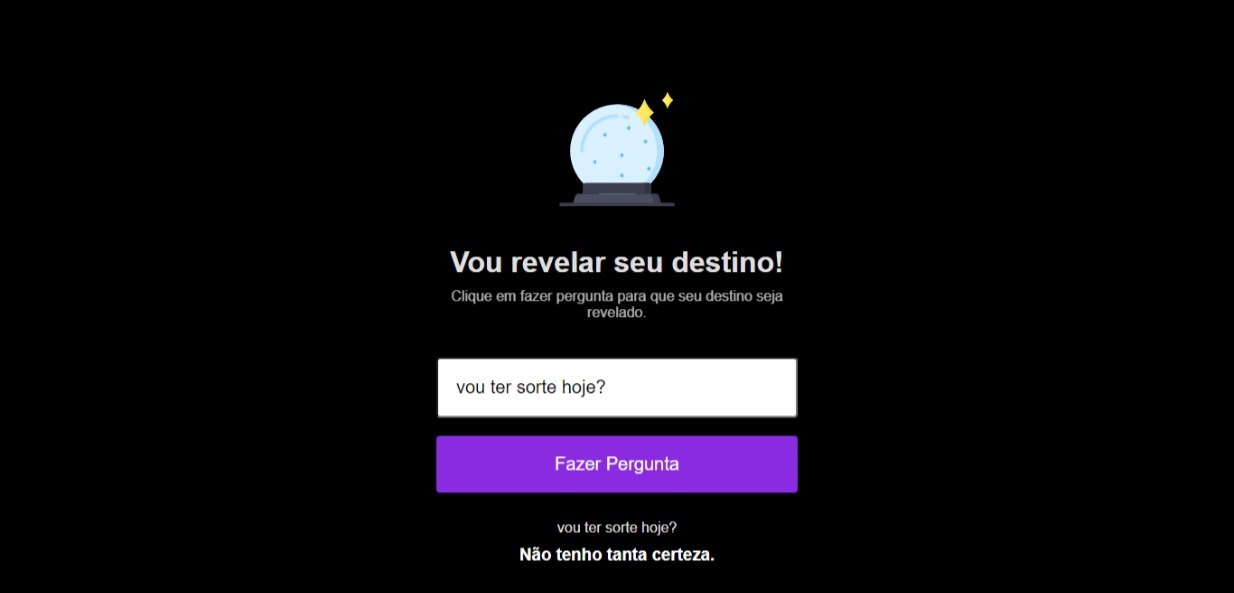 Vou revelar seu destino!
Clique em fazer pergunta para que seu destino seja
revelado.
vou ter sorte hoje?
Fazer Pergunta
vou ter sorte hoje?
Não tenho tanta certeza.